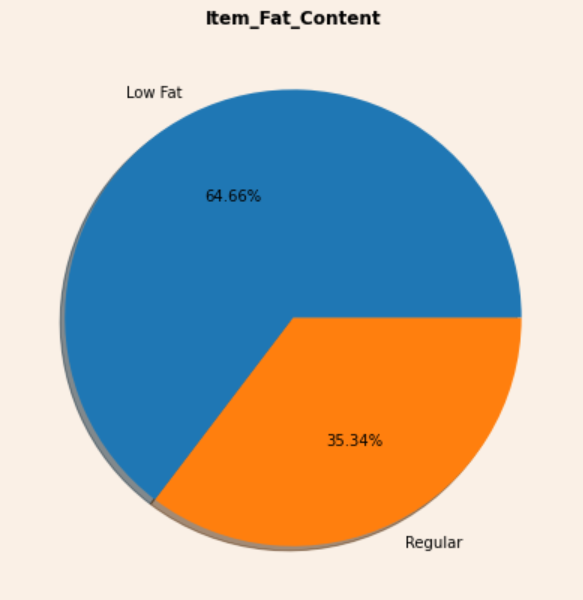 Item_Fat_Content
Low Fat
64.66%
35.34%
Regular